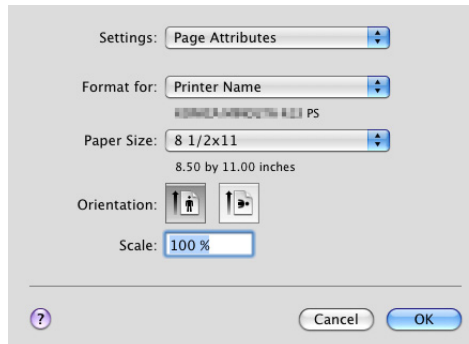 Settings: Page Attributes
Format for: Printer Name
PS
Paper Size: 8 1/2x11
8.50 by 11.00 inches
Orientation:
Scale: 100 %
? Cancel OK